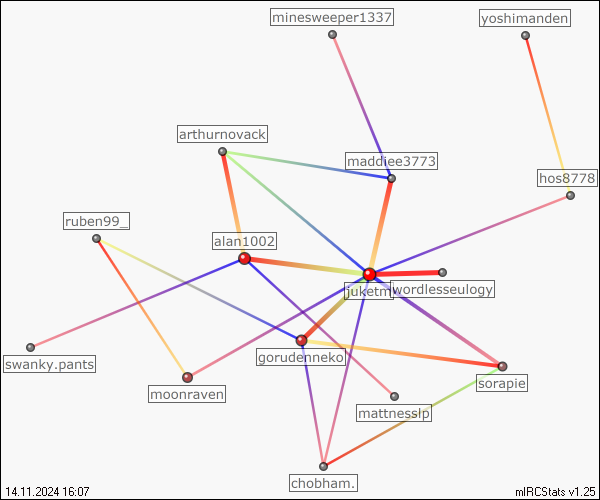 minesweeper1337
yoshimanden
arthurnovack
maddiee3773
hos8778
ruben99_
alan1002
juketm
wordlesseulogy
gorudenneko
swanky.pants
moonraven
sorapie
mattnesslp
chobham.
14.11.2024 16:07
mIRCStats v1.25